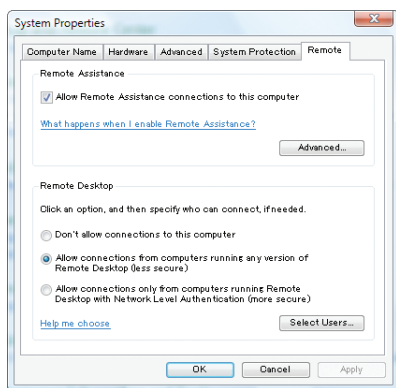 System Properties
Computer Name Hardware Advanced System Protection Remote
Remote Assistance
Allow Remote Assistance connections to this computer
What happens when I enable Remote Assistance?
Advanced...
Remote Desktop
Click an option, and then specify who can connect, if needed.
Don't allow connections to this computer
Allow connections from computers running any version of
Remote Desktop (less secure)
Allow connections only from computers running Remote
Desktop with Network Level Authentication (more secure)
Help me choose
Select Users...
OK Cancel Apply